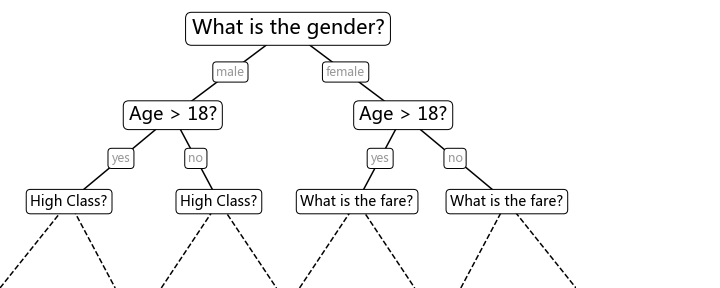 What is the gender?
male
female
Age > 18?
Age > 18?
yes
no
yes
no
High Class?
High Class?
What is the fare?
What is the fare?